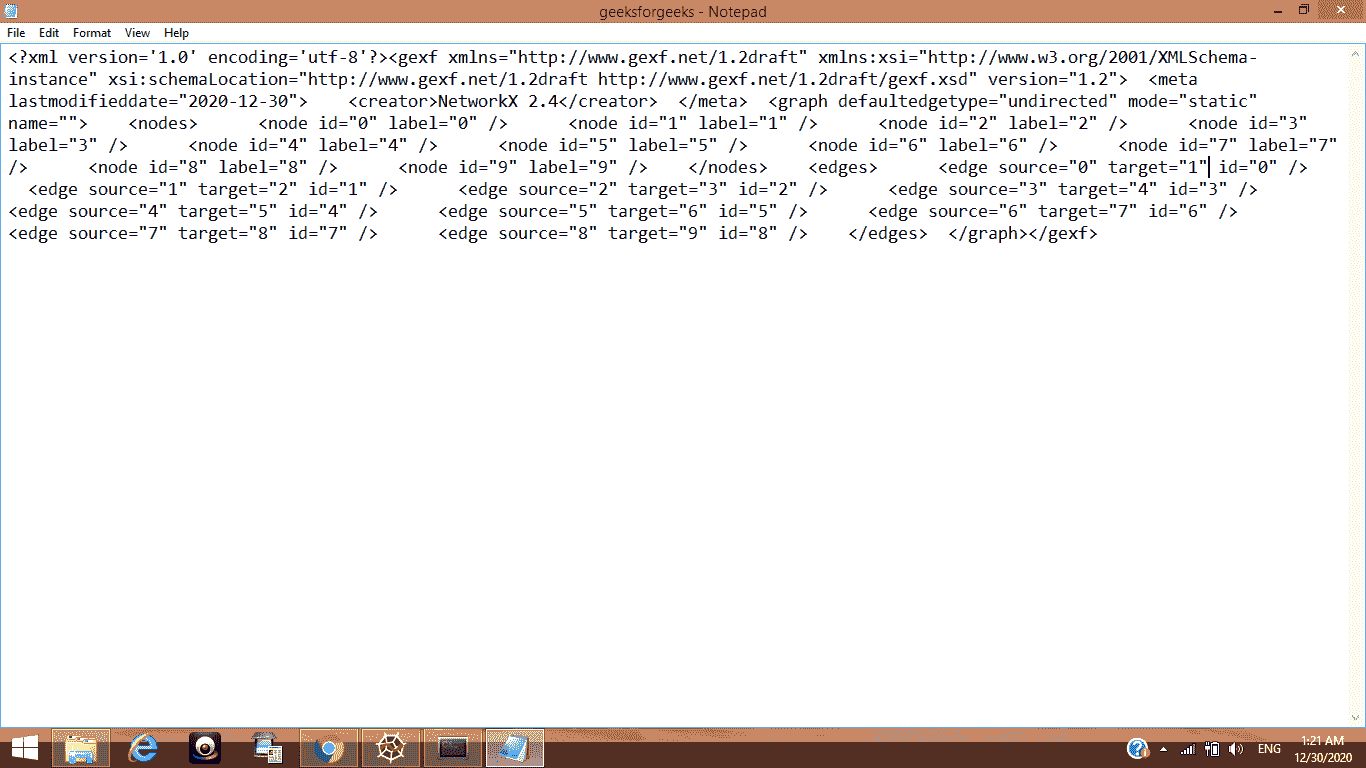 geeksforgeeks - Notepad
File Edit Format View Help
<?xml version='1.0' encoding='utf-8'?><gexf xmlns="http://www.gexf.net/1.2draft" xmlns:xsi="http://www.w3.org/2001/XMLSchema-
instance" xsi:schemaLocation="http://www.gexf.net/1.2draft http://www.gexf.net/1.2draft/gexf.xsd" version="1.2">  <meta
lastmodifieddate="2020-12-30">    <creator>NetworkX 2.4</creator>  </meta>  <graph defaultedgetype="undirected" mode="static"
name="">    <nodes>      <node id="0" label="0" />      <node id="1" label="1" />      <node id="2" label="2" />      <node id="3"
label="3" />      <node id="4" label="4" />      <node id="5" label="5" />      <node id="6" label="6" />      <node id="7" label="7"
/>      <node id="8" label="8" />      <node id="9" label="9" />    </nodes>    <edges>      <edge source="0" target="1" id="0" />
  <edge source="1" target="2" id="1" />      <edge source="2" target="3" id="2" />      <edge source="3" target="4" id="3" />
<edge source="4" target="5" id="4" />      <edge source="5" target="6" id="5" />      <edge source="6" target="7" id="6" />
<edge source="7" target="8" id="7" />      <edge source="8" target="9" id="8" />    </edges>  </graph></gexf>
ENG
1:21 AM
12/30/2020